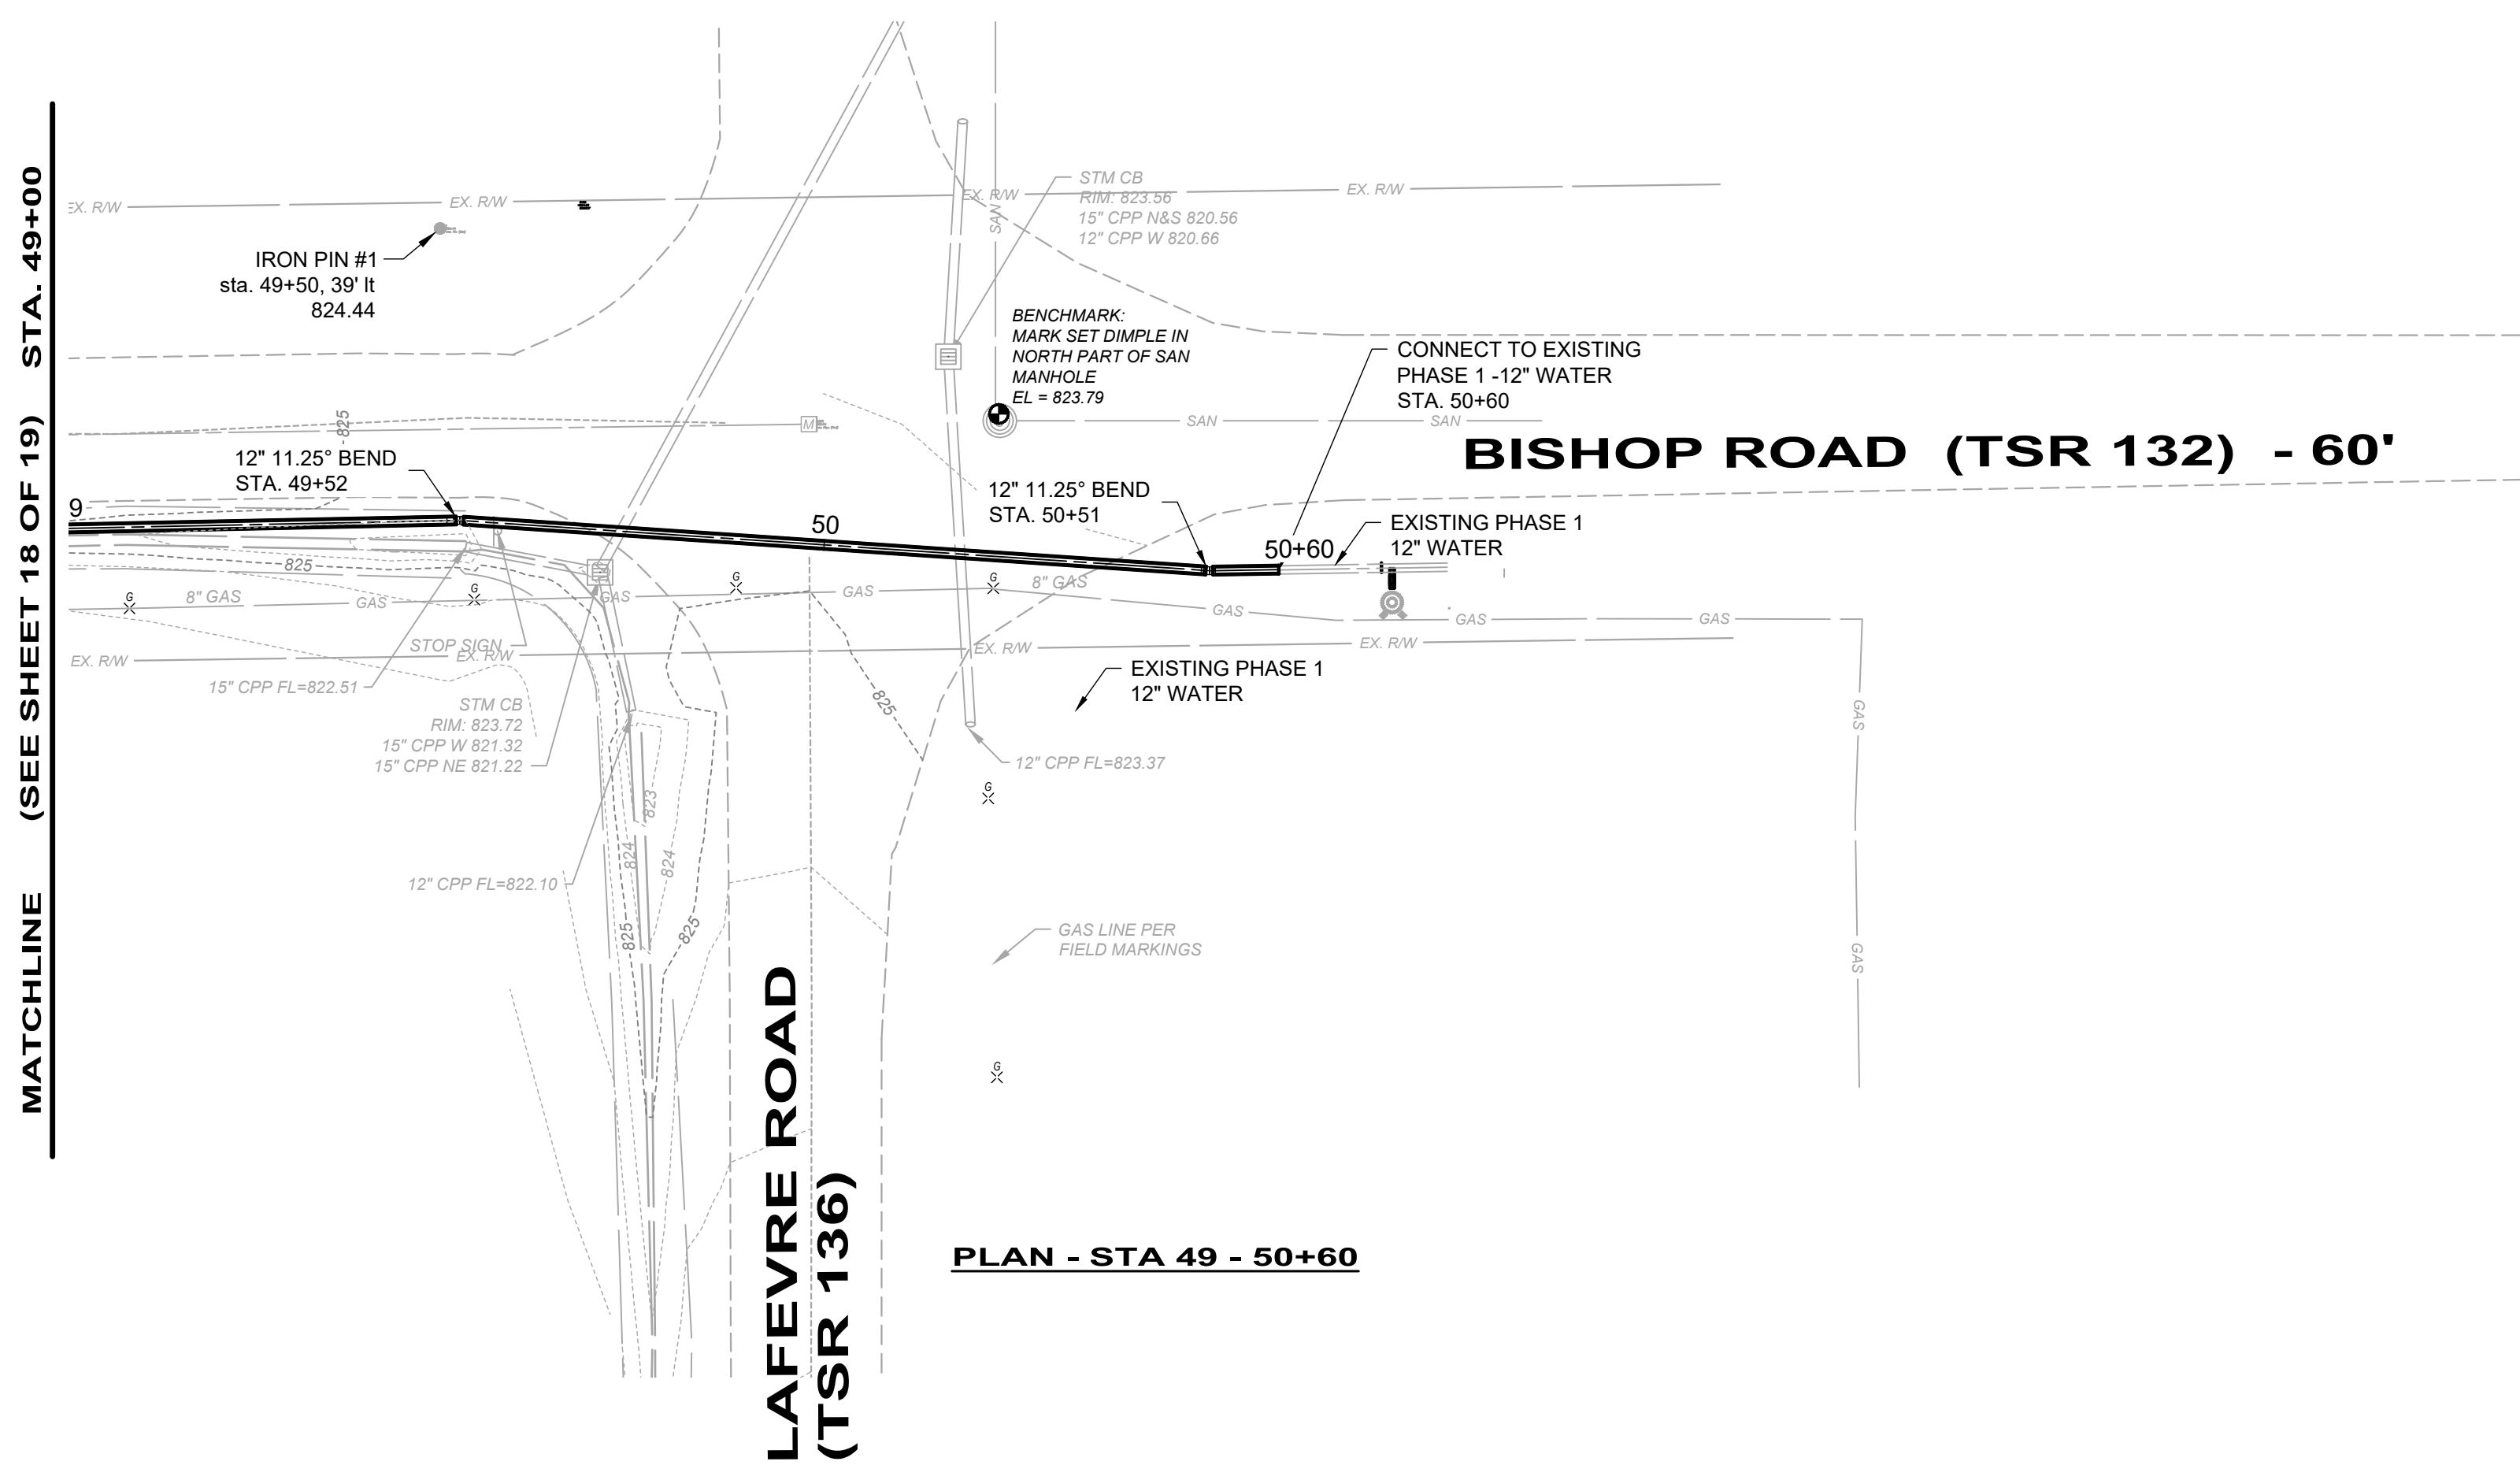 MATCHLINE (SEE SHEET 18 OF 19) STA. 49+00
EX. R/W
EX. R/W
EX. R/W
EX. R/W
IRON PIN #1
sta. 49+50, 39' lt
824.44
SAN
STM CB
RIM: 823.56
15" CPP N&S 820.56
12" CPP W 820.66
BENCHMARK:
MARK SET DIMPLE IN
NORTH PART OF SAN
MANHOLE
EL = 823.79
CONNECT TO EXISTING
PHASE 1 -12" WATER
STA. 50+60
825
M
SAN
SAN
BISHOP ROAD (TSR 132) - 60'
12" 11.25° BEND
STA. 49+52
12" 11.25° BEND
STA. 50+51
9
50
50+60
EXISTING PHASE 1
12" WATER
825
G
8" GAS
GAS
G
GAS
G
GAS
G
8" GAS
GAS
GAS
GAS
STOP SIGN
EX. R/W
EX. R/W
EX. R/W
EX. R/W
15" CPP FL=822.51
STM CB
RIM: 823.72
15" CPP W 821.32
15" CPP NE 821.22
EXISTING PHASE 1
12" WATER
825
GAS
12" CPP FL=823.37
G
823
824
824
12" CPP FL=822.10
825
825
GAS LINE PER
FIELD MARKINGS
GAS
G
LAFEVRE ROAD
(TSR 136)
PLAN - STA 49 - 50+60